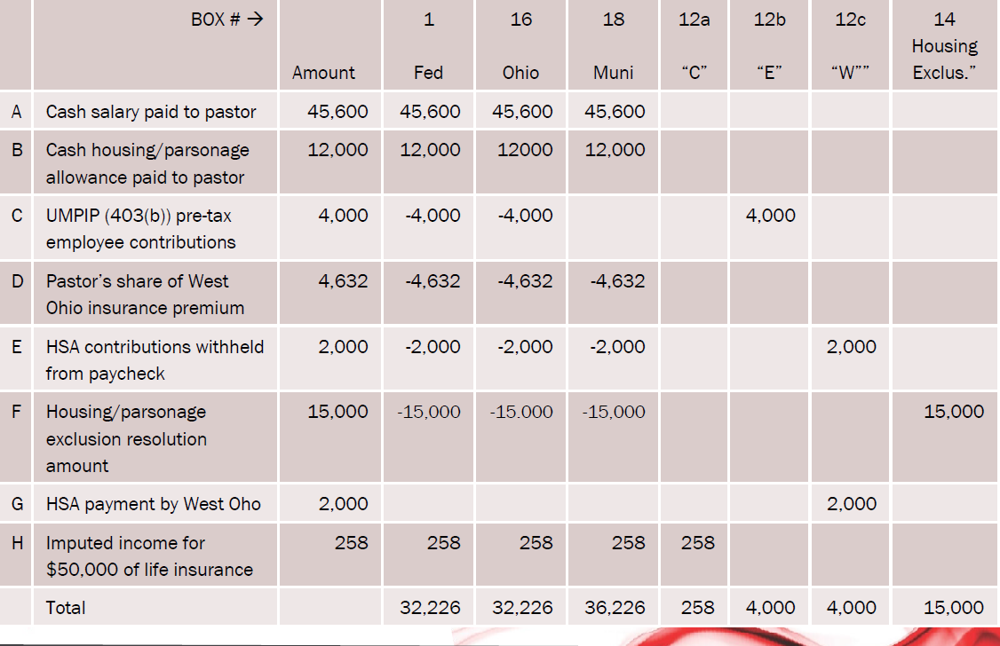 BOX # → 1 16 18 12a 12b 12c 14
Housing
Amount Fed Ohio Muni “C” “E” “W”” Exclus.”
A Cash salary paid to pastor 45,600 45,600 45,600 45,600
B Cash housing/parsonage 12,000 12,000 12000 12,000
allowance paid to pastor
C UMPIP (403(b)) pre-tax 4,000 -4,000 -4,000 4,000
employee contributions
D Pastor’s share of West 4,632 -4,632 -4,632 -4,632
Ohio insurance premium
E HSA contributions withheld 2,000 -2,000 -2,000 -2,000 2,000
from paycheck
F Housing/parsonage 15,000 -15,000 -15.000 -15,000 15,000
exclusion resolution
amount
G HSA payment by West Oho 2,000 2,000
H Imputed income for 258 258 258 258 258
$50,000 of life insurance
Total 32,226 32,226 36,226 258 4,000 4,000 15,000